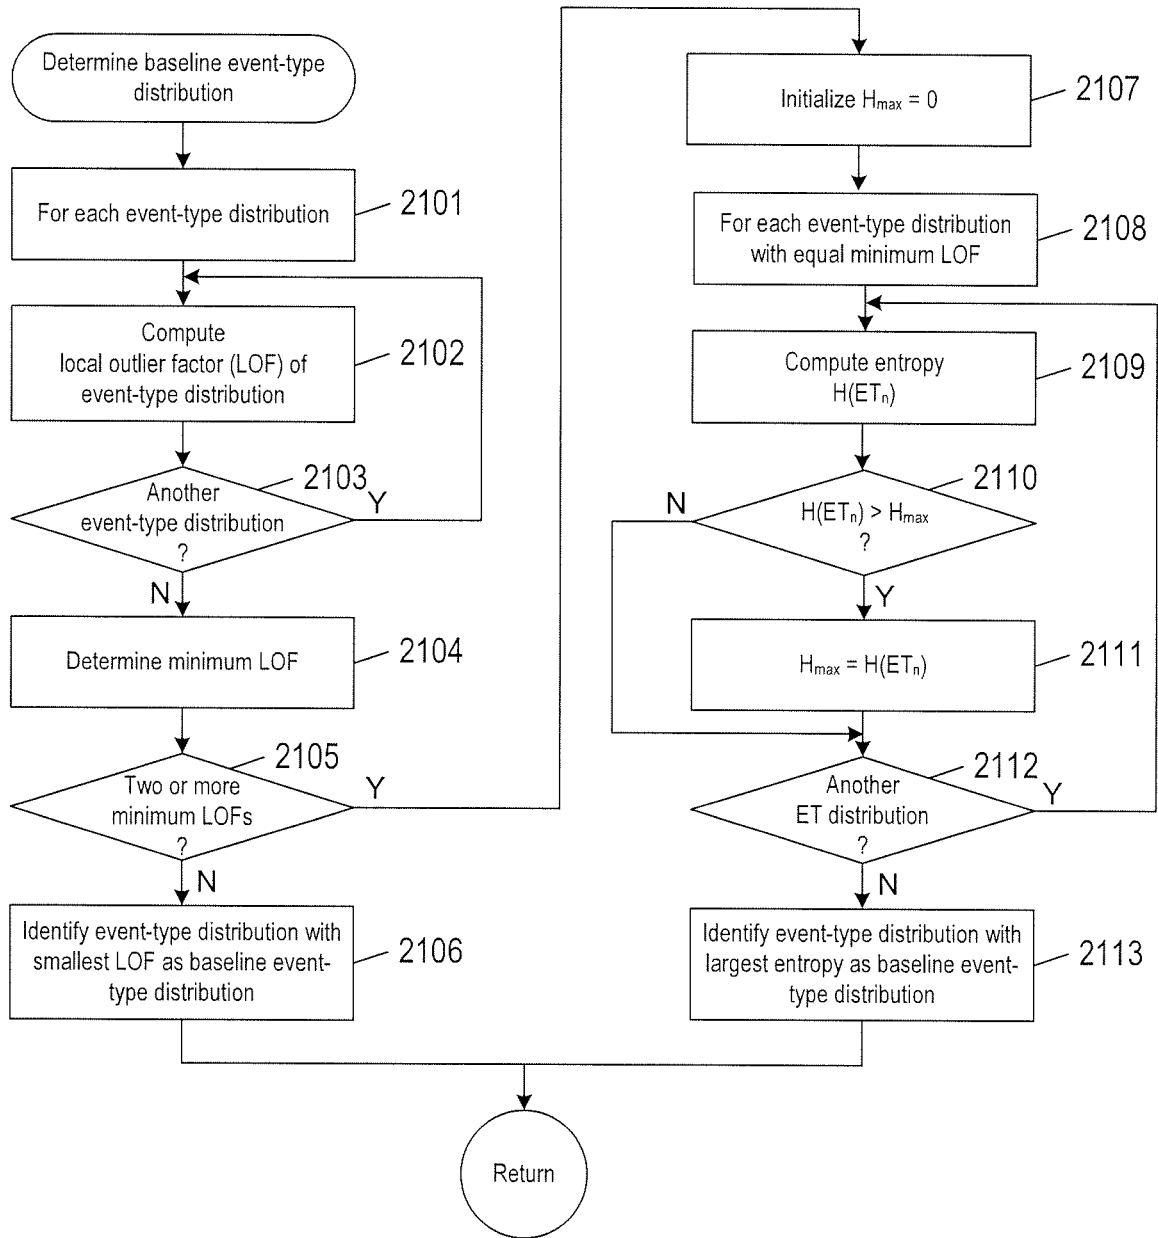 Determine baseline event-type
distribution
For each event-type distribution
2101
Compute
local outlier factor (LOF) of
event-type distribution
2102
Another
event-type distribution
?
2103
Y
N
Determine minimum LOF
2104
Two or more
minimum LOFs
?
2105
Y
N
Identify event-type distribution with
smallest LOF as baseline event-
type distribution
2106
Initialize Hmax = 0
2107
For each event-type distribution
with equal minimum LOF
2108
Compute entropy
H(ETn)
2109
H(ETn) > Hmax
?
2110
N
Y
Hmax = H(ETn)
2111
Another
ET distribution
?
2112
Y
N
Identify event-type distribution with
largest entropy as baseline event-
type distribution
2113
Return